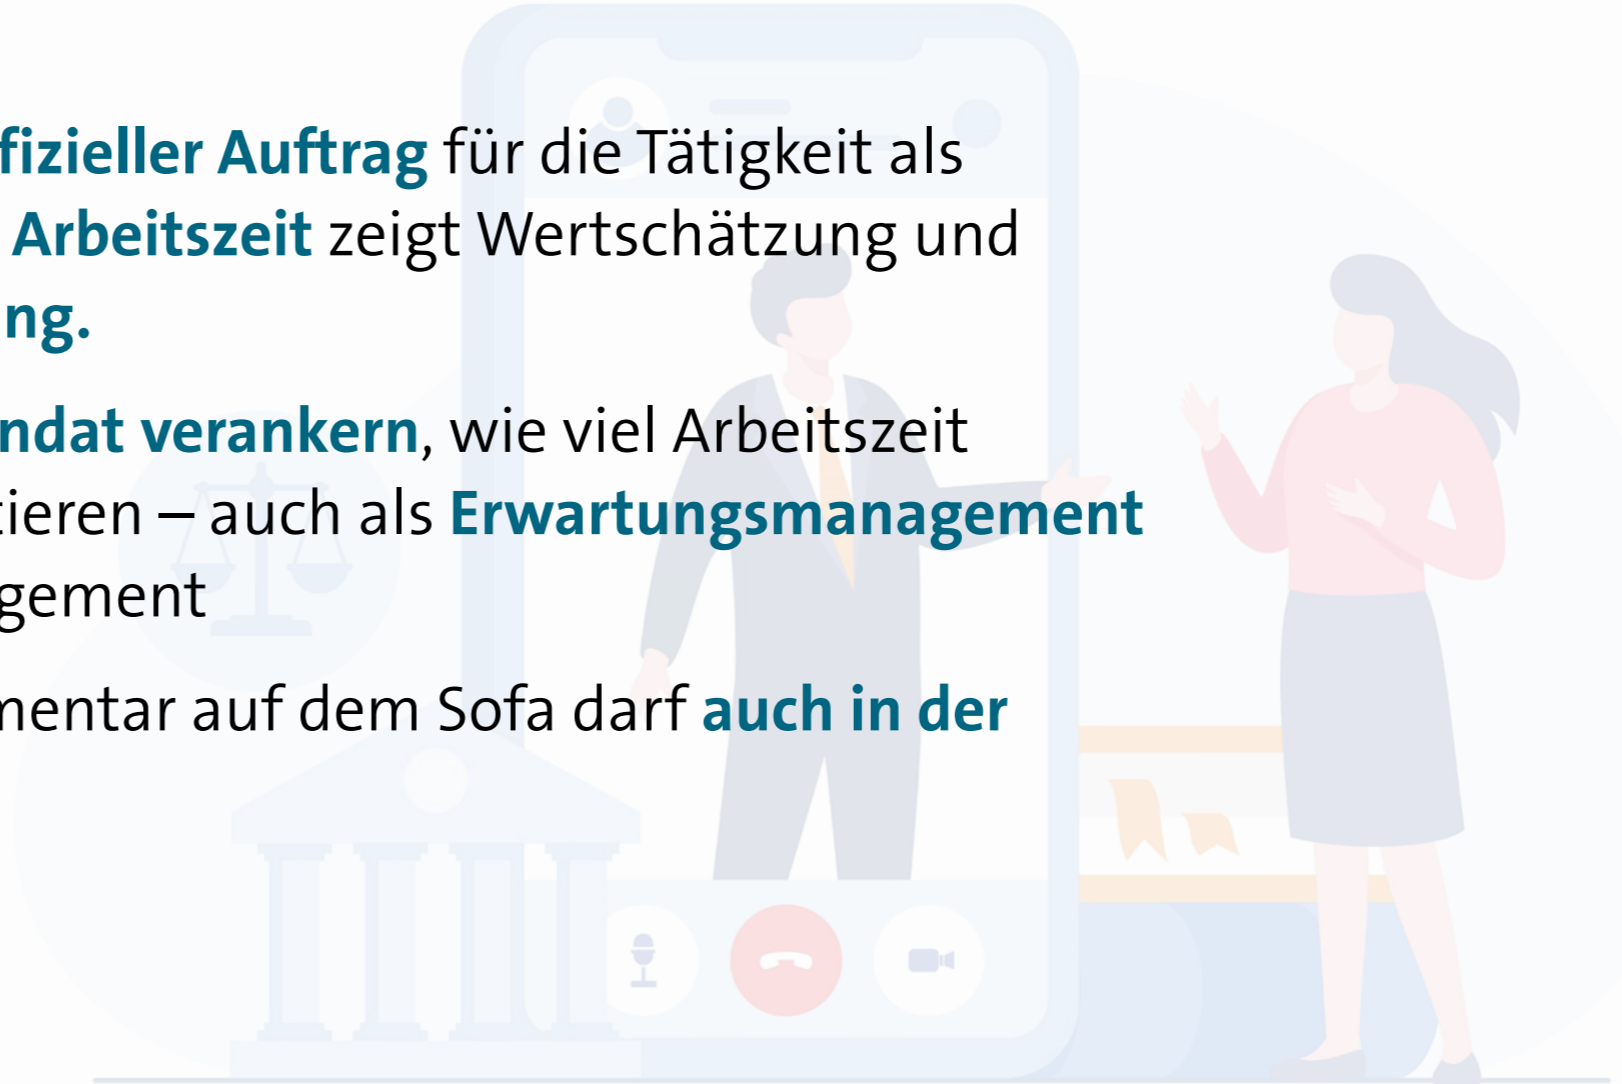 fizieller Auftrag für die Tätigkeit als
Arbeitszeit zeigt Wertschätzung und
ng.
ndat verankern, wie viel Arbeitszeit
tieren – auch als Erwartungsmanagement
gement
mentar auf dem Sofa darf auch in der